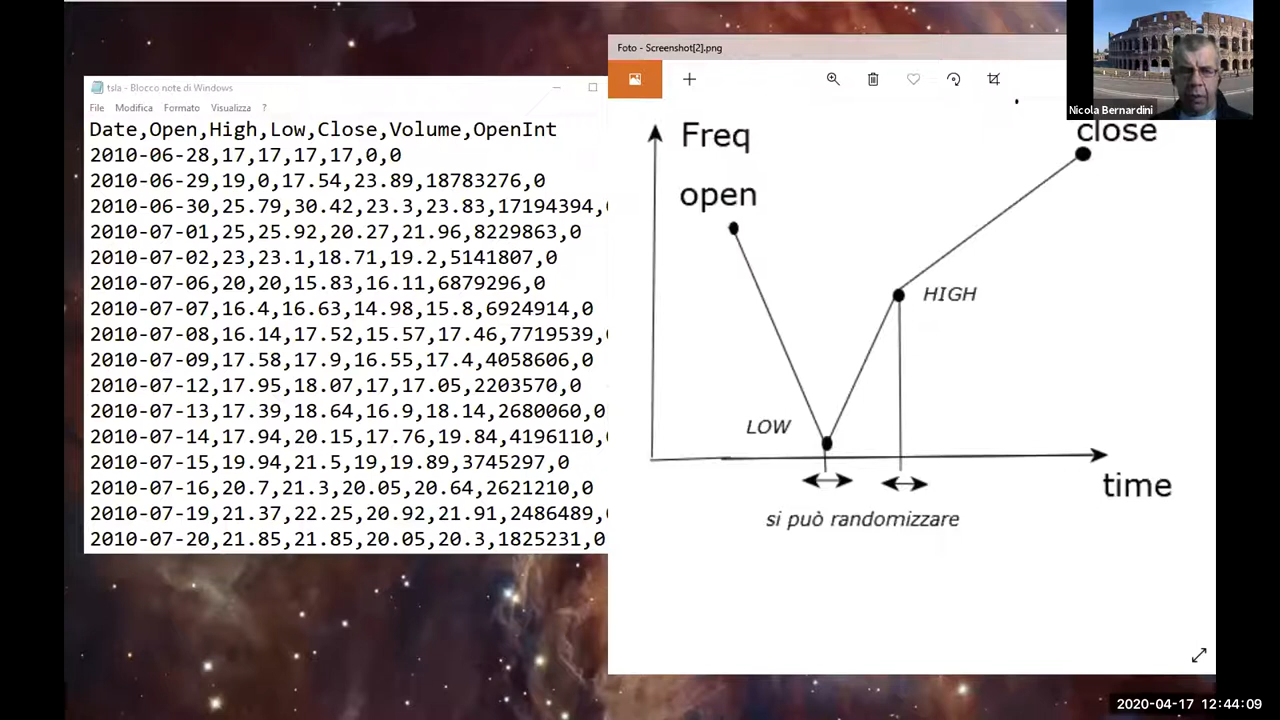 tsla - Blocco note di Windows
File Modifica Formato Visualizza ?
Date,Open,High,Low,Close,Volume,OpenInt
2010-06-28,17,17,17,17,0,0
2010-06-29,19,0,17.54,23.89,18783276,0
2010-06-30,25.79,30.42,23.3,23.83,17194394,
2010-07-01,25,25.92,20.27,21.96,8229863,0
2010-07-02,23,23.1,18.71,19.2,5141807,0
2010-07-06,20,20,15.83,16.11,6879296,0
2010-07-07,16.4,16.63,14.98,15.8,6924914,0
2010-07-08,16.14,17.52,15.57,17.46,7719539,
2010-07-09,17.58,17.9,16.55,17.4,4058606,0
2010-07-12,17.95,18.07,17,17.05,2203570,0
2010-07-13,17.39,18.64,16.9,18.14,2680060,0
2010-07-14,17.94,20.15,17.76,19.84,4196110,
2010-07-15,19.94,21.5,19,19.89,3745297,0
2010-07-16,20.7,21.3,20.05,20.64,2621210,0
2010-07-19,21.37,22.25,20.92,21.91,2486489,
2010-07-20,21.85,21.85,20.05,20.3,1825231,0
Foto - Screenshot[2].png
Nicola Bernardini
Freq
close
open
HIGH
LOW
time
si può randomizzare
2020-04-17 12:44:09